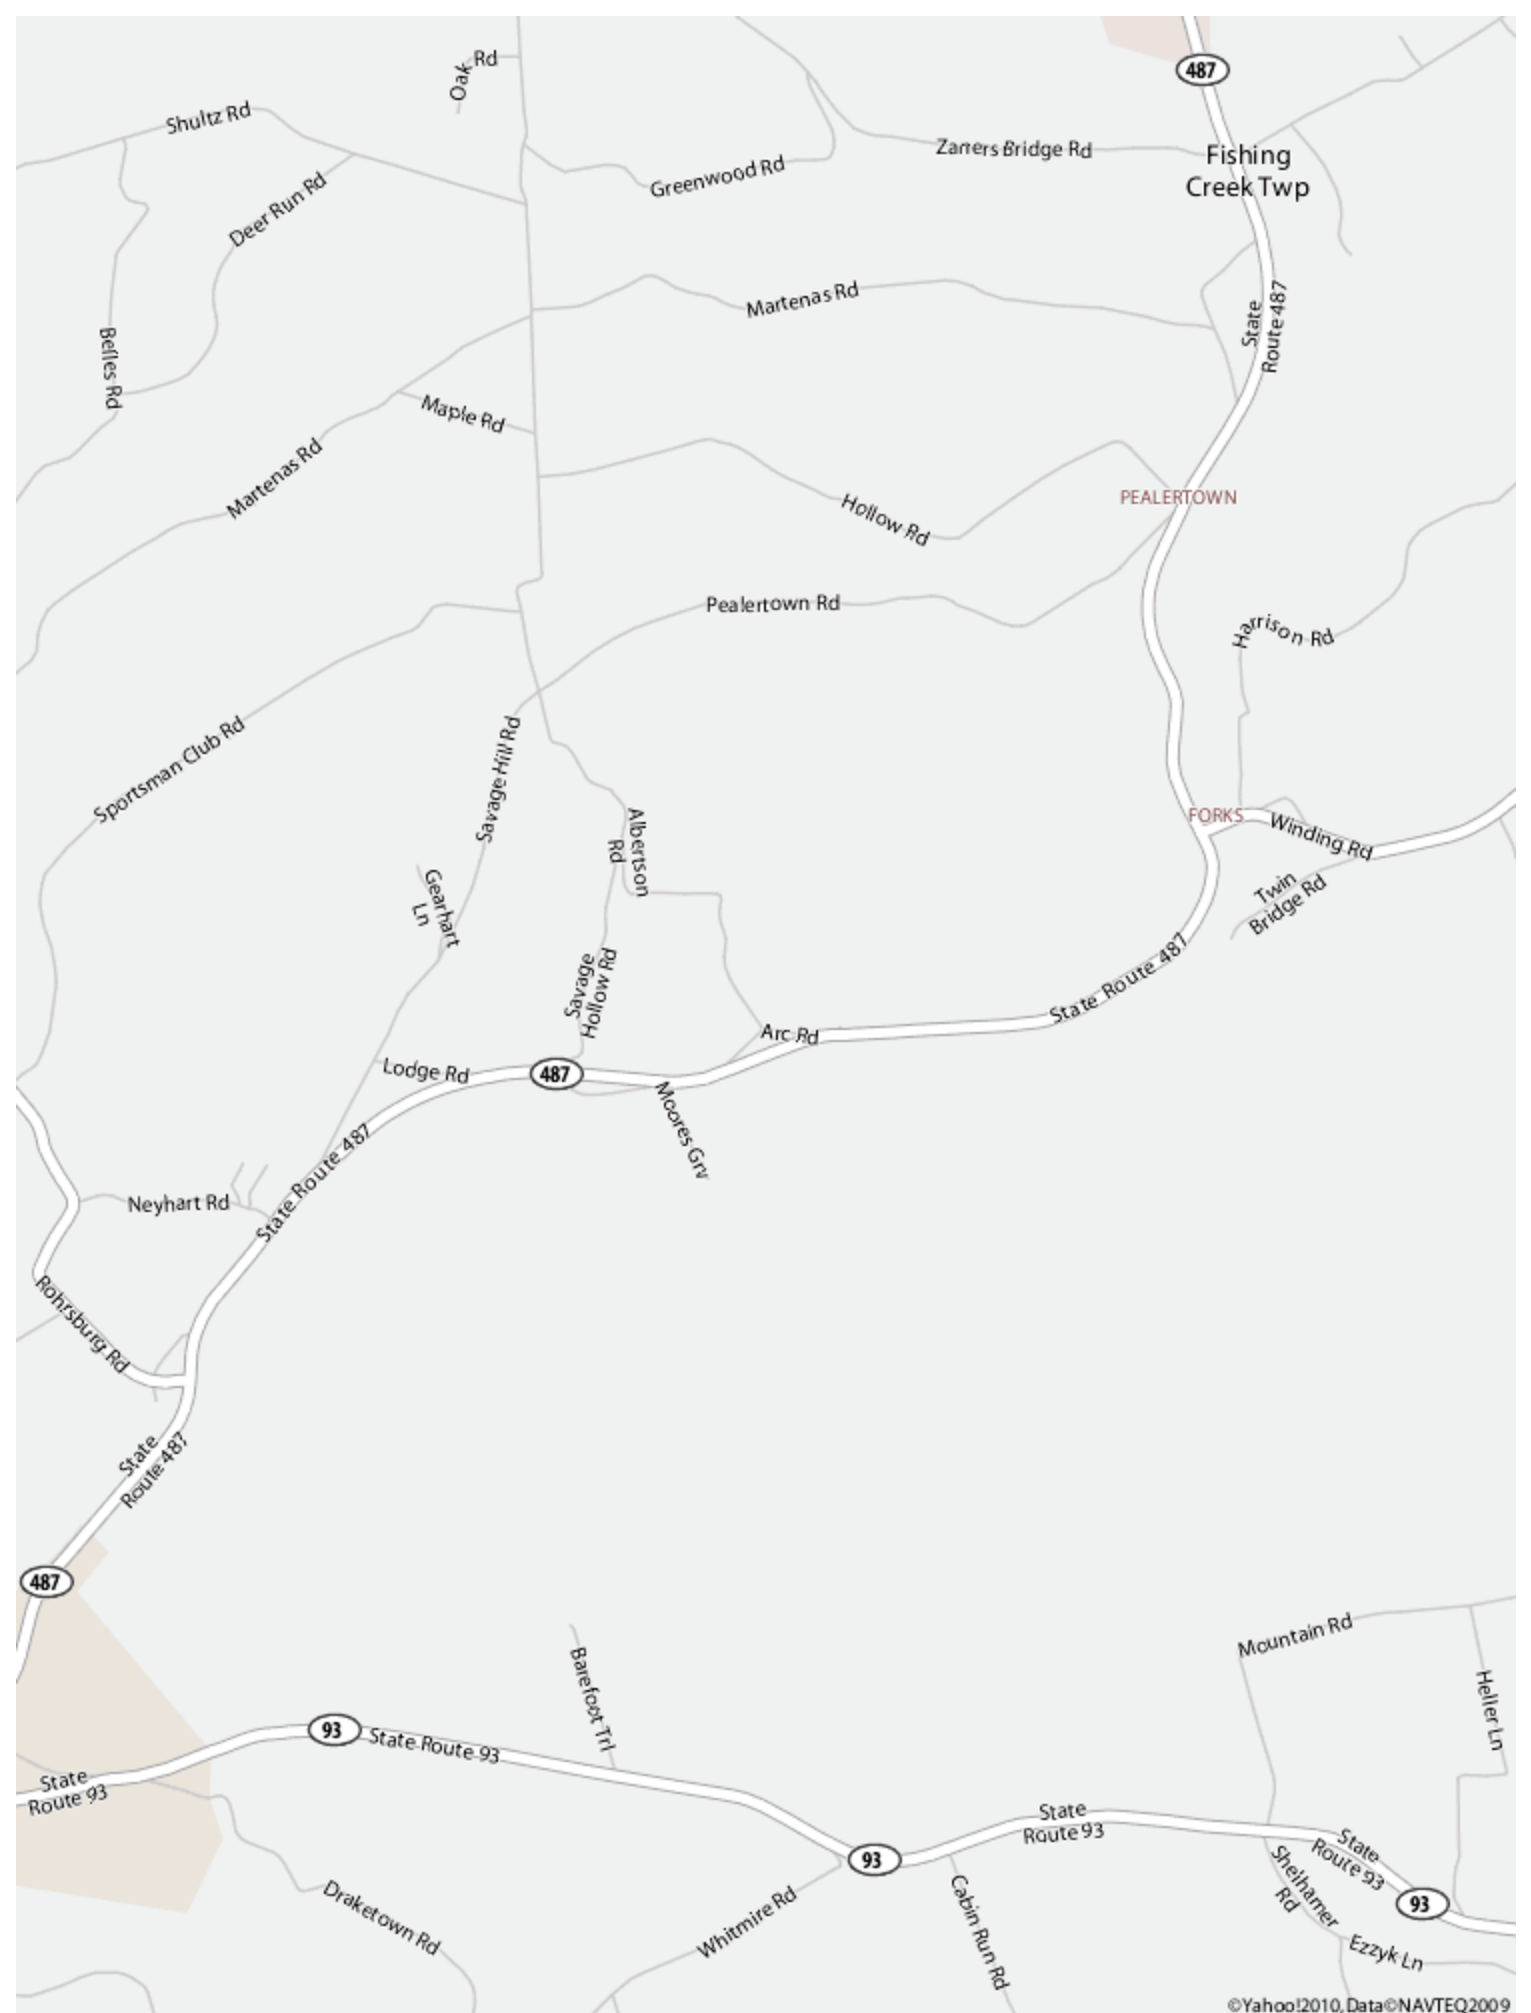 Oak Rd
487
Shultz Rd
Zarrers Bridge Rd
Fishing
Creek Twp
Greenwood Rd
Deer Run Rd
Martenas Rd
State
Route 487
Belles Rd
Maple Rd
Martenas Rd
PEALERTOWN
Hollow Rd
Pealertown Rd
Harrison Rd
Sportsman Club Rd
Savage Hill Rd
FORKS
Winding Rd
Albertson
Rd
Gearhart
Ln
Twin
Bridge Rd
Savage
Hollow Rd
State Route 487
Arc Rd
Lodge Rd
487
Moores Grv
State Route 487
Neyhart Rd
Rohrsburg Rd
State
Route 487
487
Mountain Rd
Barefoot Trl
Heller Ln
93
State Route 93
State
Route 93
State
Route 93
93
State
Route 93
Shelhamer
Rd
93
Draketown Rd
Whitmire Rd
Cabin Run Rd
Ezzyk Ln
©Yahoo!2010, Data©NAVTEQ2009